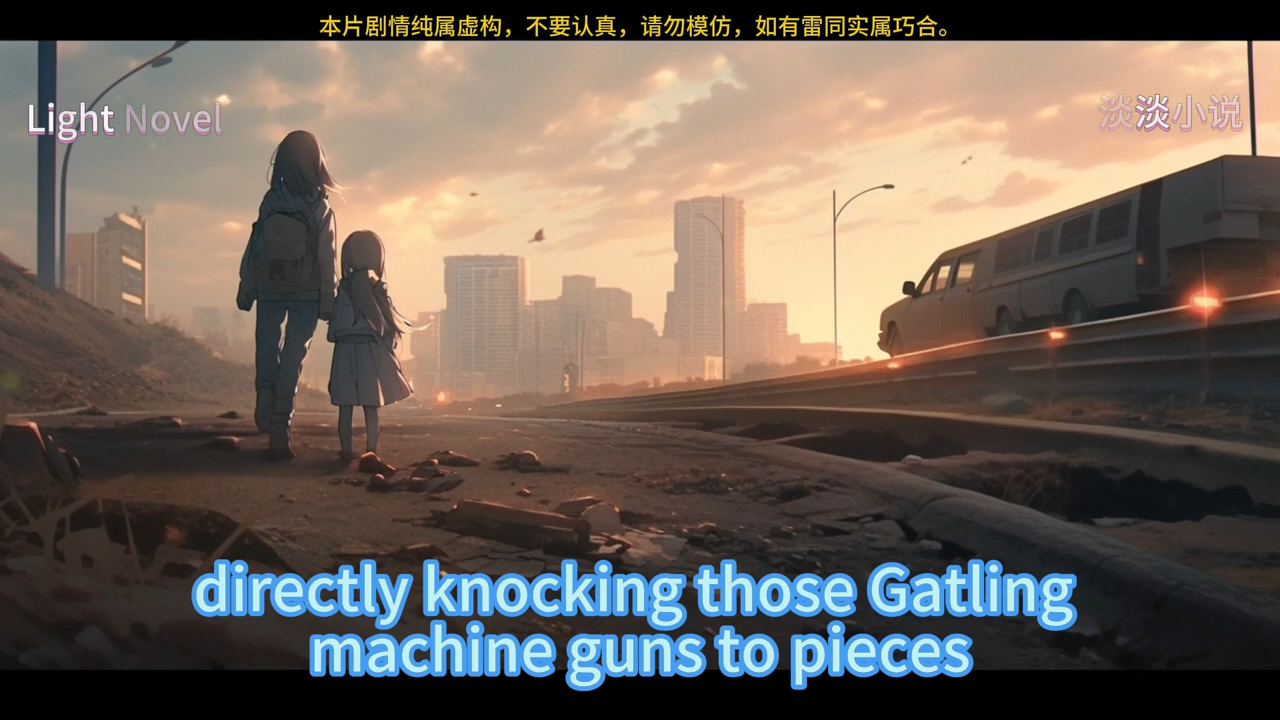 本片剧情纯属虚构，不要认真，请勿模仿，如有雷同实属巧合。
Light Novel
淡淡小说
directly knocking those Gatling
machine guns to pieces